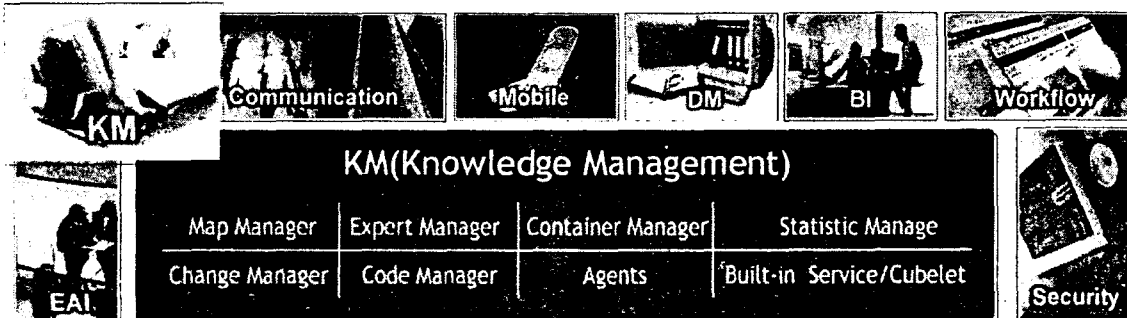 KM
Communication
Mobile
DM
BI
Workflow
KM(Knowledge Management)
Map Manager Expert Manager Container Manager Statistic Manage
Change Manager Code Manager Agents Built-in Service/Cubelet
EAI
Security